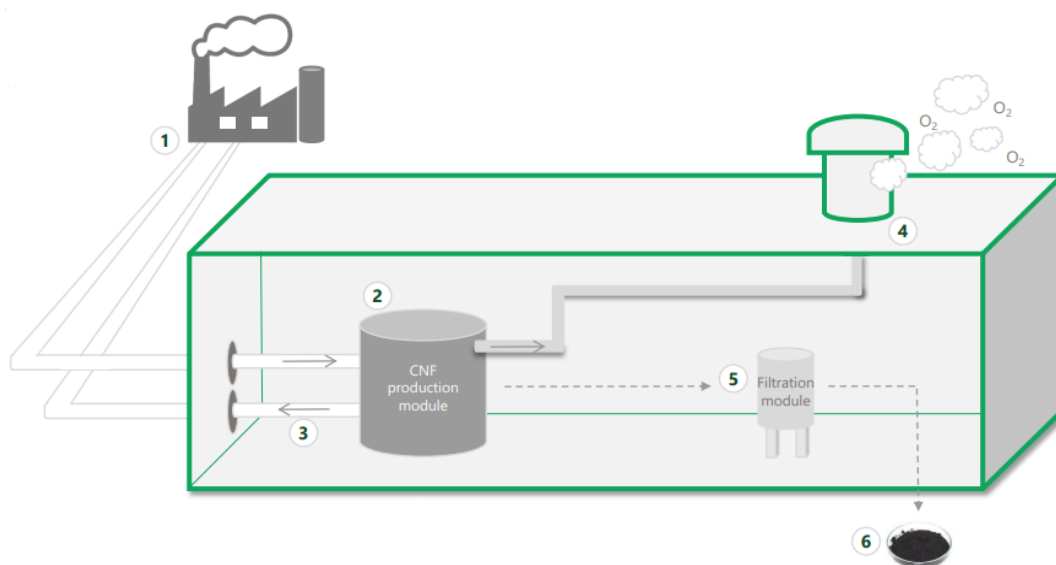 1
O₂
O₂
O₂
4
2
CNF
production
module
5
Filtration
module
3
6